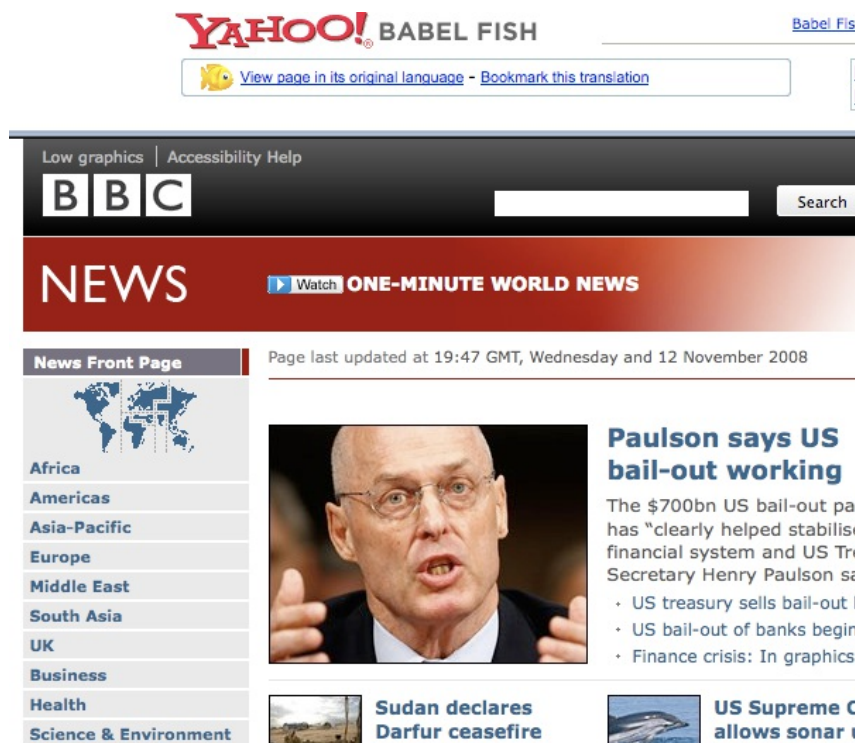 YAHOO! BABEL FISH
Babel Fis
View page in its original language - Bookmark this translation
Low graphics | Accessibility Help
BBC
Search
NEWS
Watch ONE-MINUTE WORLD NEWS
News Front Page
Page last updated at 19:47 GMT, Wednesday and 12 November 2008
Africa
Americas
Asia-Pacific
Europe
Middle East
South Asia
UK
Business
Health
Science & Environment
Paulson says US
bail-out working
The $700bn US bail-out pa
has “clearly helped stabilise
financial system and US Tre
Secretary Henry Paulson sa
US treasury sells bail-out
US bail-out of banks begin
Finance crisis: In graphics
Sudan declares
Darfur ceasefire
US Supreme C
allows sonar u